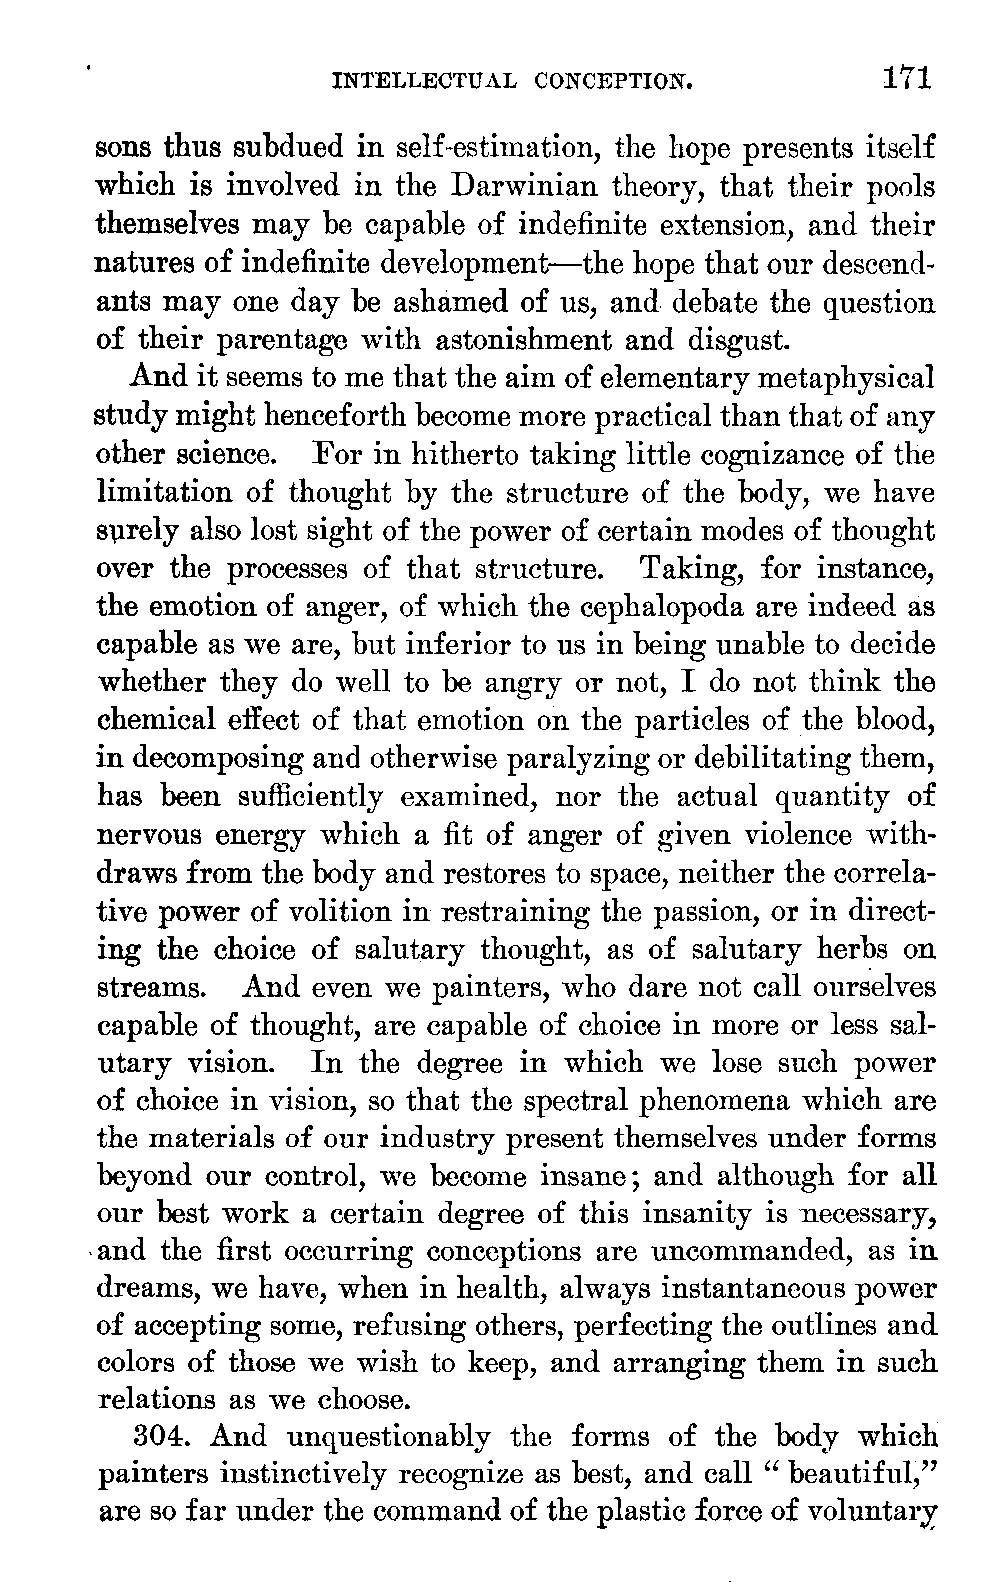 INTELLECTUAL CONCEPTION. 171
sons thus subdued in self-estimation, the hope presents itself
which is involved in the Darwinian theory, that their pools
themselves may be capable of indefinite extension, and their
natures of indefinite development—the hope that our descend-
ants may one day be ashamed of us, and debate the question
of their parentage with astonishment and disgust.
And it seems to me that the aim of elementary metaphysical
study might henceforth become more practical than that of any
other science. For in hitherto taking little cognizance of the
limitation of thought by the structure of the body, we have
surely also lost sight of the power of certain modes of thought
over the processes of that structure. Taking, for instance,
the emotion of anger, of which the cephalopoda are indeed as
capable as we are, but inferior to us in being unable to decide
whether they do well to be angry or not, I do not think the
chemical effect of that emotion on the particles of the blood,
in decomposing and otherwise paralyzing or debilitating them,
has been sufficiently examined, nor the actual quantity of
nervous energy which a fit of anger of given violence with-
draws from the body and restores to space, neither the correla-
tive power of volition in restraining the passion, or in direct-
ing the choice of salutary thought, as of salutary herbs on
streams. And even we painters, who dare not call ourselves
capable of thought, are capable of choice in more or less sal-
utary vision. In the degree in which we lose such power
of choice in vision, so that the spectral phenomena which are
the materials of our industry present themselves under forms
beyond our control, we become insane; and although for all
our best work a certain degree of this insanity is necessary,
and the first occurring conceptions are uncommanded, as in
dreams, we have, when in health, always instantaneous power
of accepting some, refusing others, perfecting the outlines and
colors of those we wish to keep, and arranging them in such
relations as we choose.
304. And unquestionably the forms of the body which
painters instinctively recognize as best, and call “beautiful,”
are so far under the command of the plastic force of voluntary